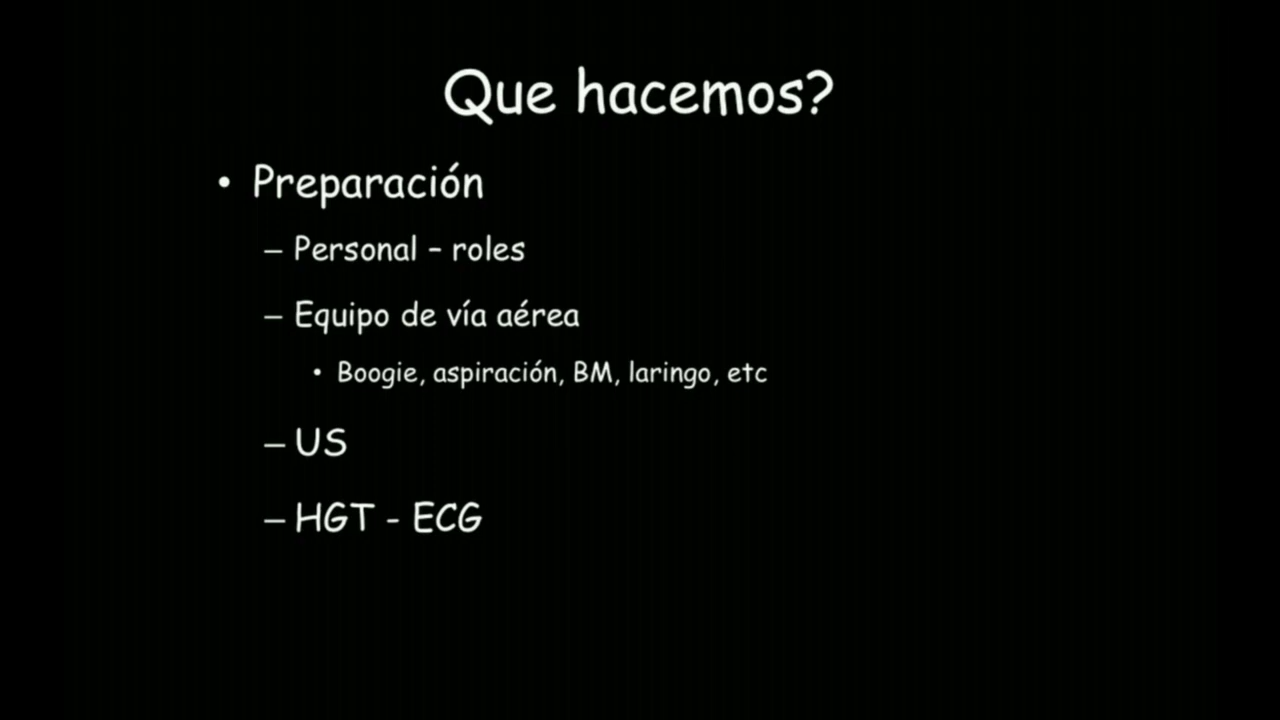 Que hacemos?
• Preparación
– Personal – roles
– Equipo de vía aérea
• Boogie, aspiración, BM, laringo, etc
– US
– HGT - ECG